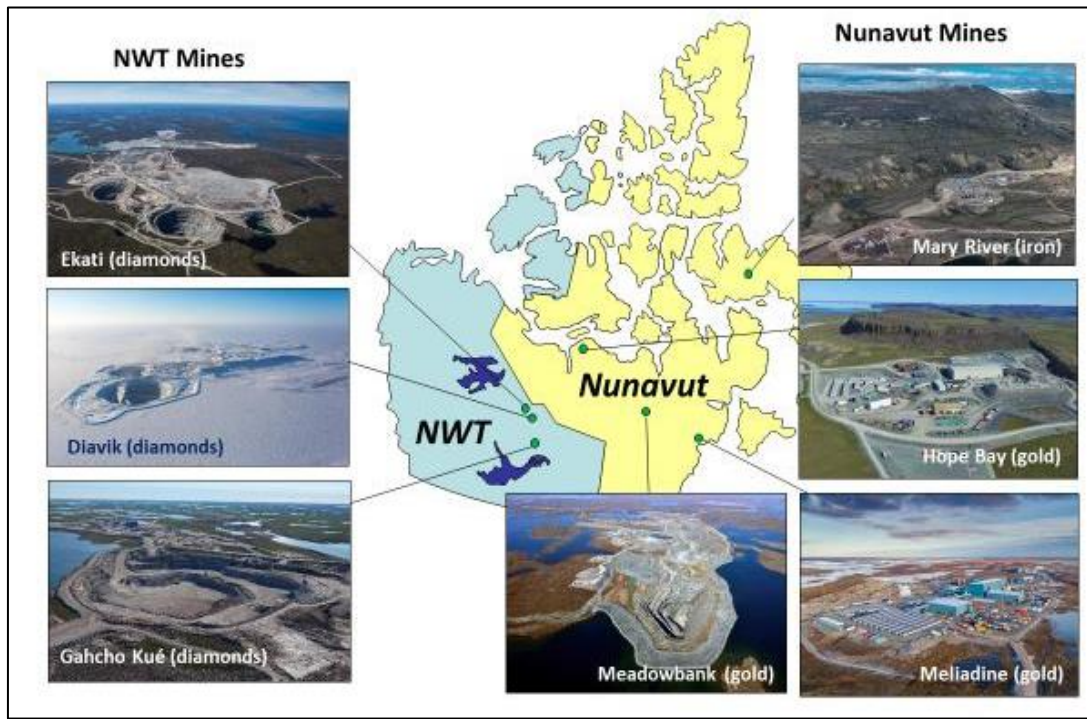 NWT Mines
Nunavut Mines
Ekati (diamonds)
Mary River (iron)
Diavik (diamonds)
Hope Bay (gold)
Nunavut
NWT
Gahcho Kué (diamonds)
Meadowbank (gold)
Meliadine (gold)